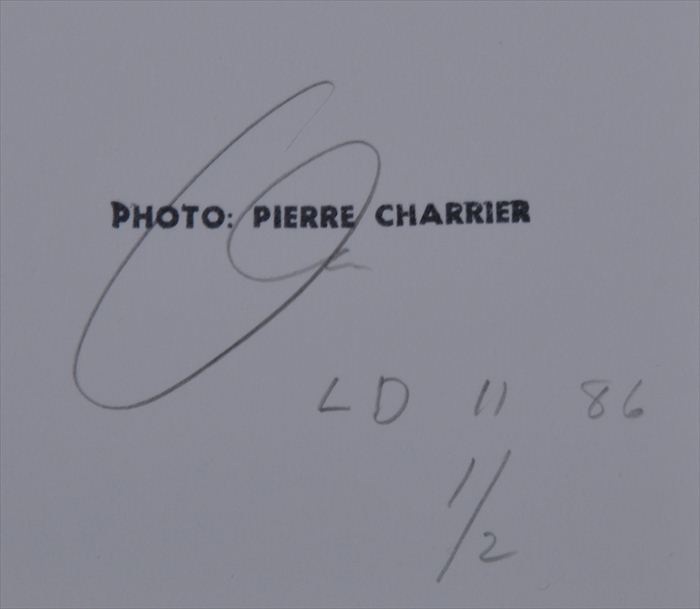 PHOTO: PIERRE CHARRIER
LD 11 86
1/2